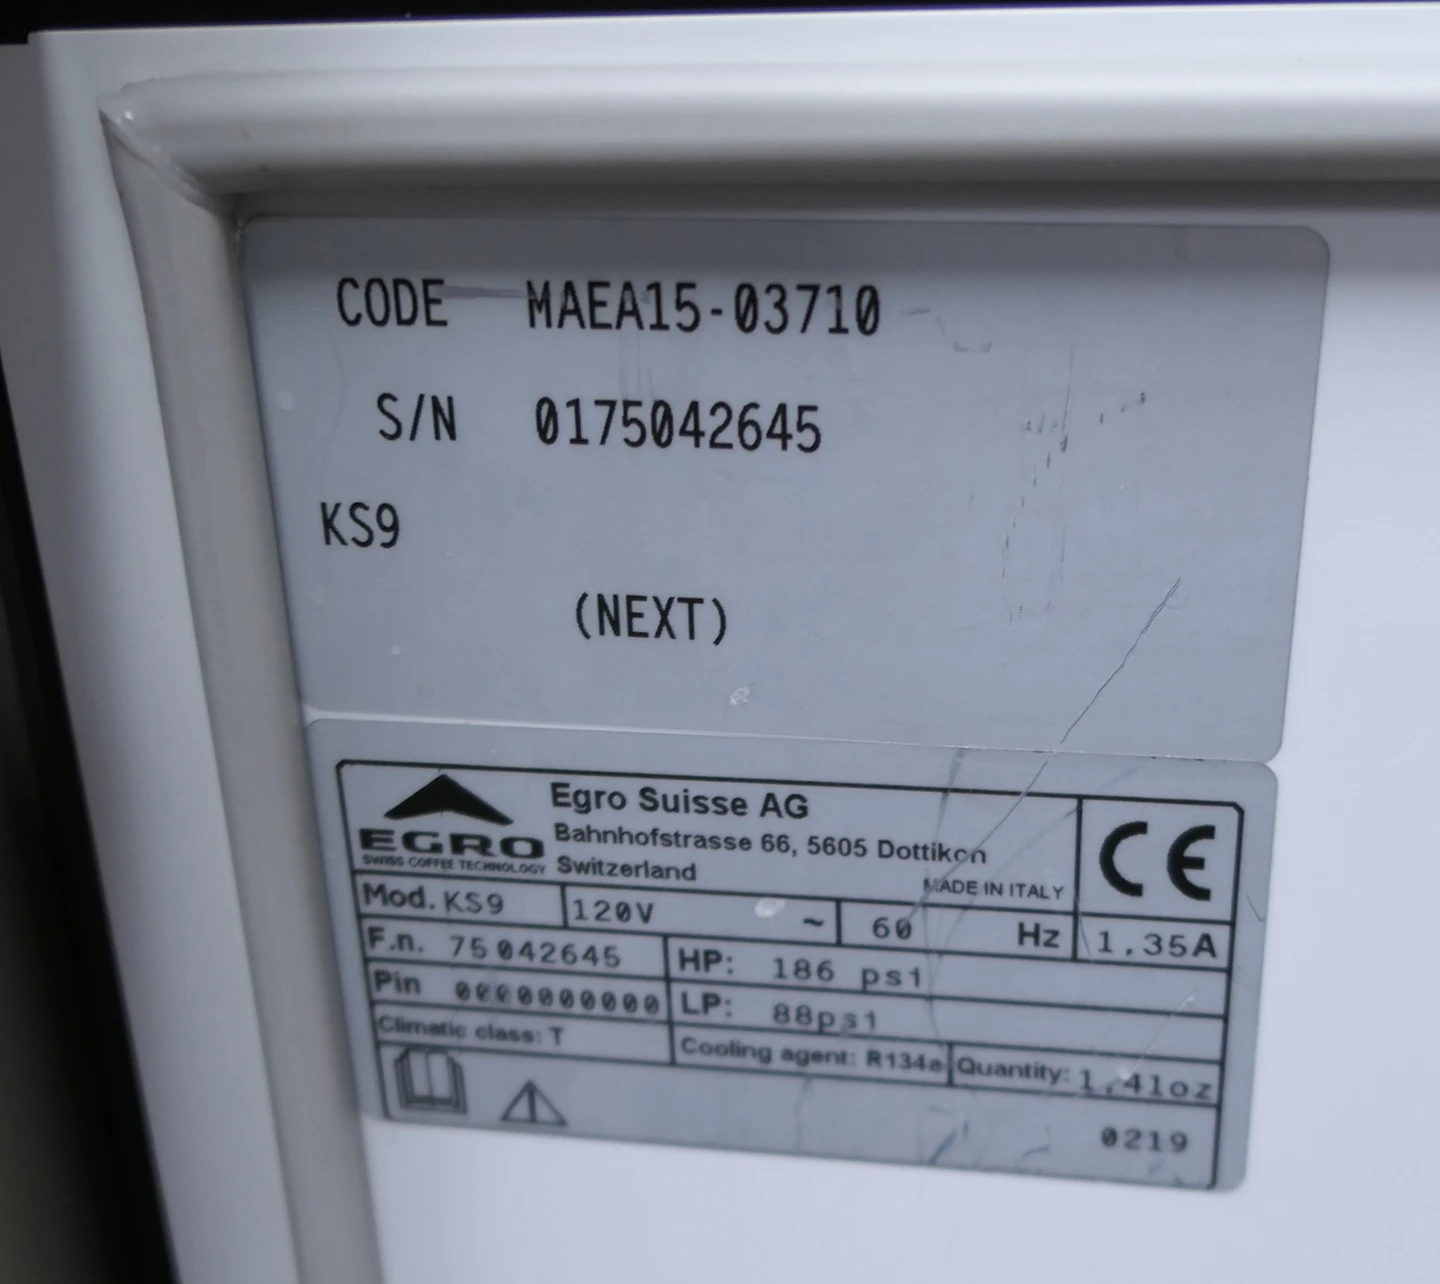 CODE MAEA15-03710
S/N 0175042645
KS9
(NEXT)
EGRO
SWISS COFFEE TECHNOLOGY
Egro Suisse AG
Bahnhofstrasse 66, 5605 Dottikon
Switzerland
MADE IN ITALY
CE
Mod. KS9 120V ~ 60 Hz 1,35A
F.n. 75042645 HP: 186 psi
Pin 0000000000 LP: 88psi
Climatic class: T Cooling agent: R134a Quantity: 1,41oz
0219